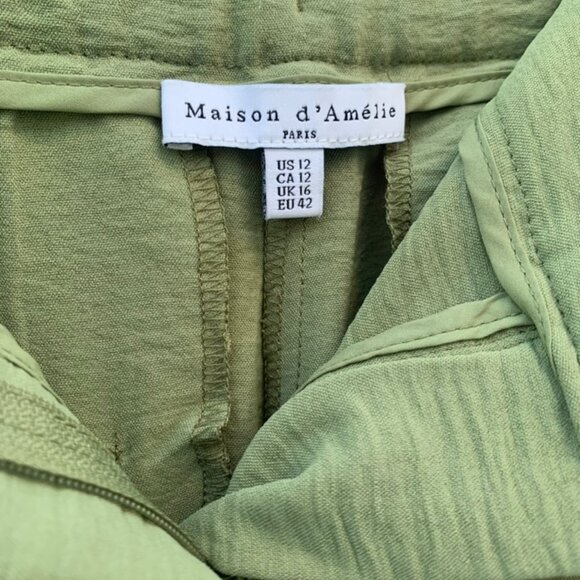 Maison d'Amélie
PARIS
US 12
CA 12
UK 16
EU 42